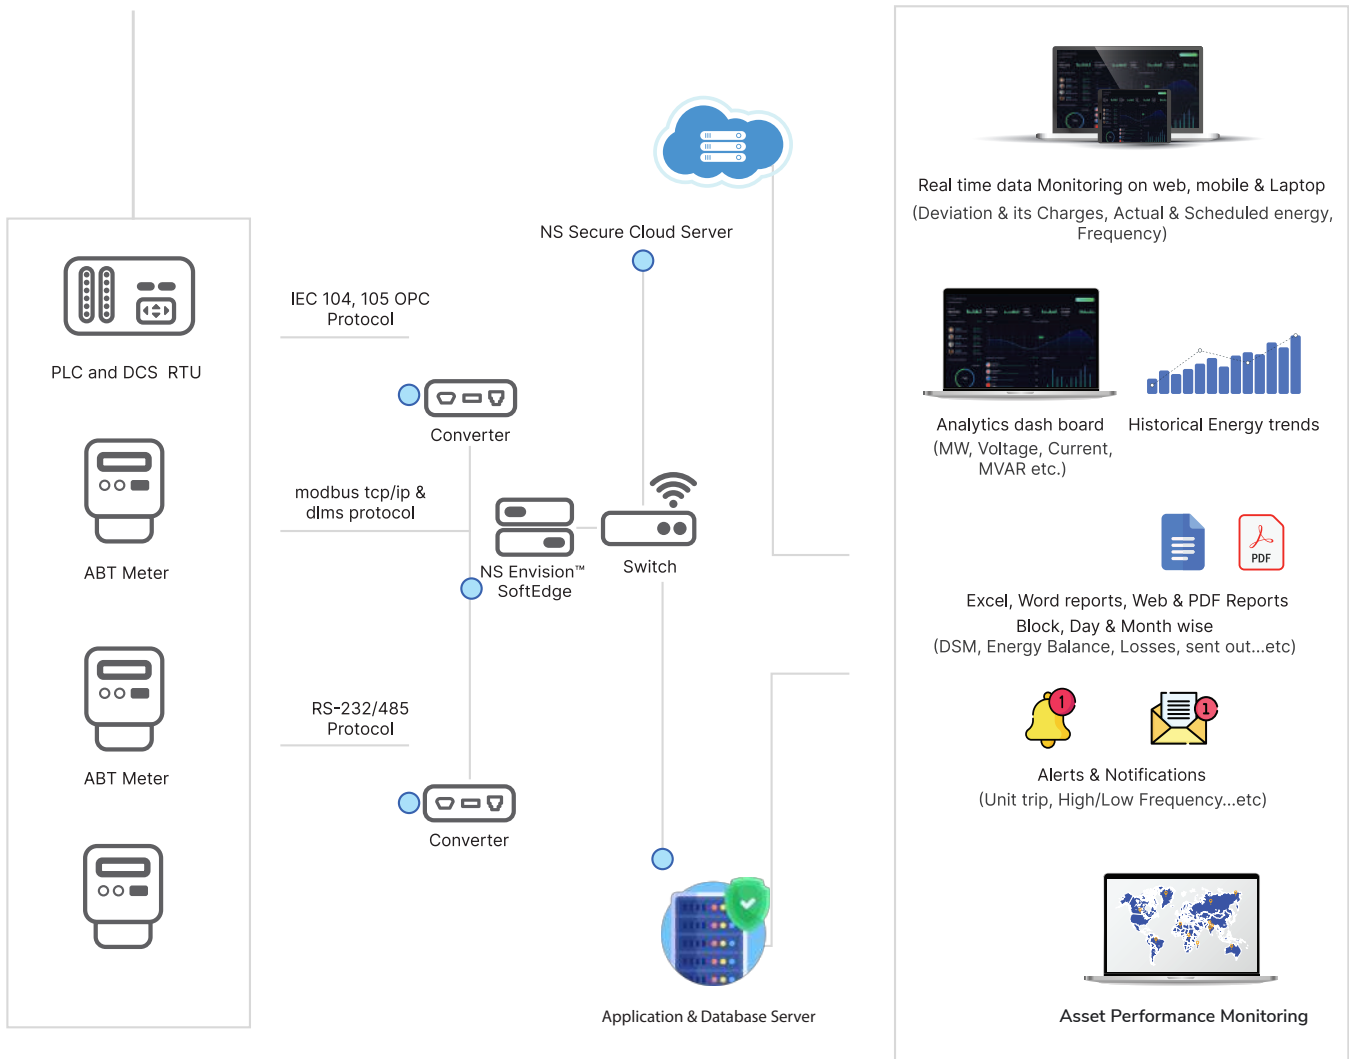 PLC and DCS  RTU
ABT Meter
ABT Meter
IEC 104, 105 OPC
Protocol
modbus tcp/ip &
dlms protocol
RS-232/485
Protocol
Converter
Converter
NS Envision™
SoftEdge
Switch
NS Secure Cloud Server
Application & Database Server
Real time data Monitoring on web, mobile & Laptop
(Deviation & its Charges, Actual & Scheduled energy,
Frequency)
Analytics dash board
(MW, Voltage, Current,
MVAR etc.)
Historical Energy trends
PDF
Excel, Word reports, Web & PDF Reports
Block, Day & Month wise
(DSM, Energy Balance, Losses, sent out...etc)
1
1
Alerts & Notifications
(Unit trip, High/Low Frequency...etc)
Asset Performance Monitoring